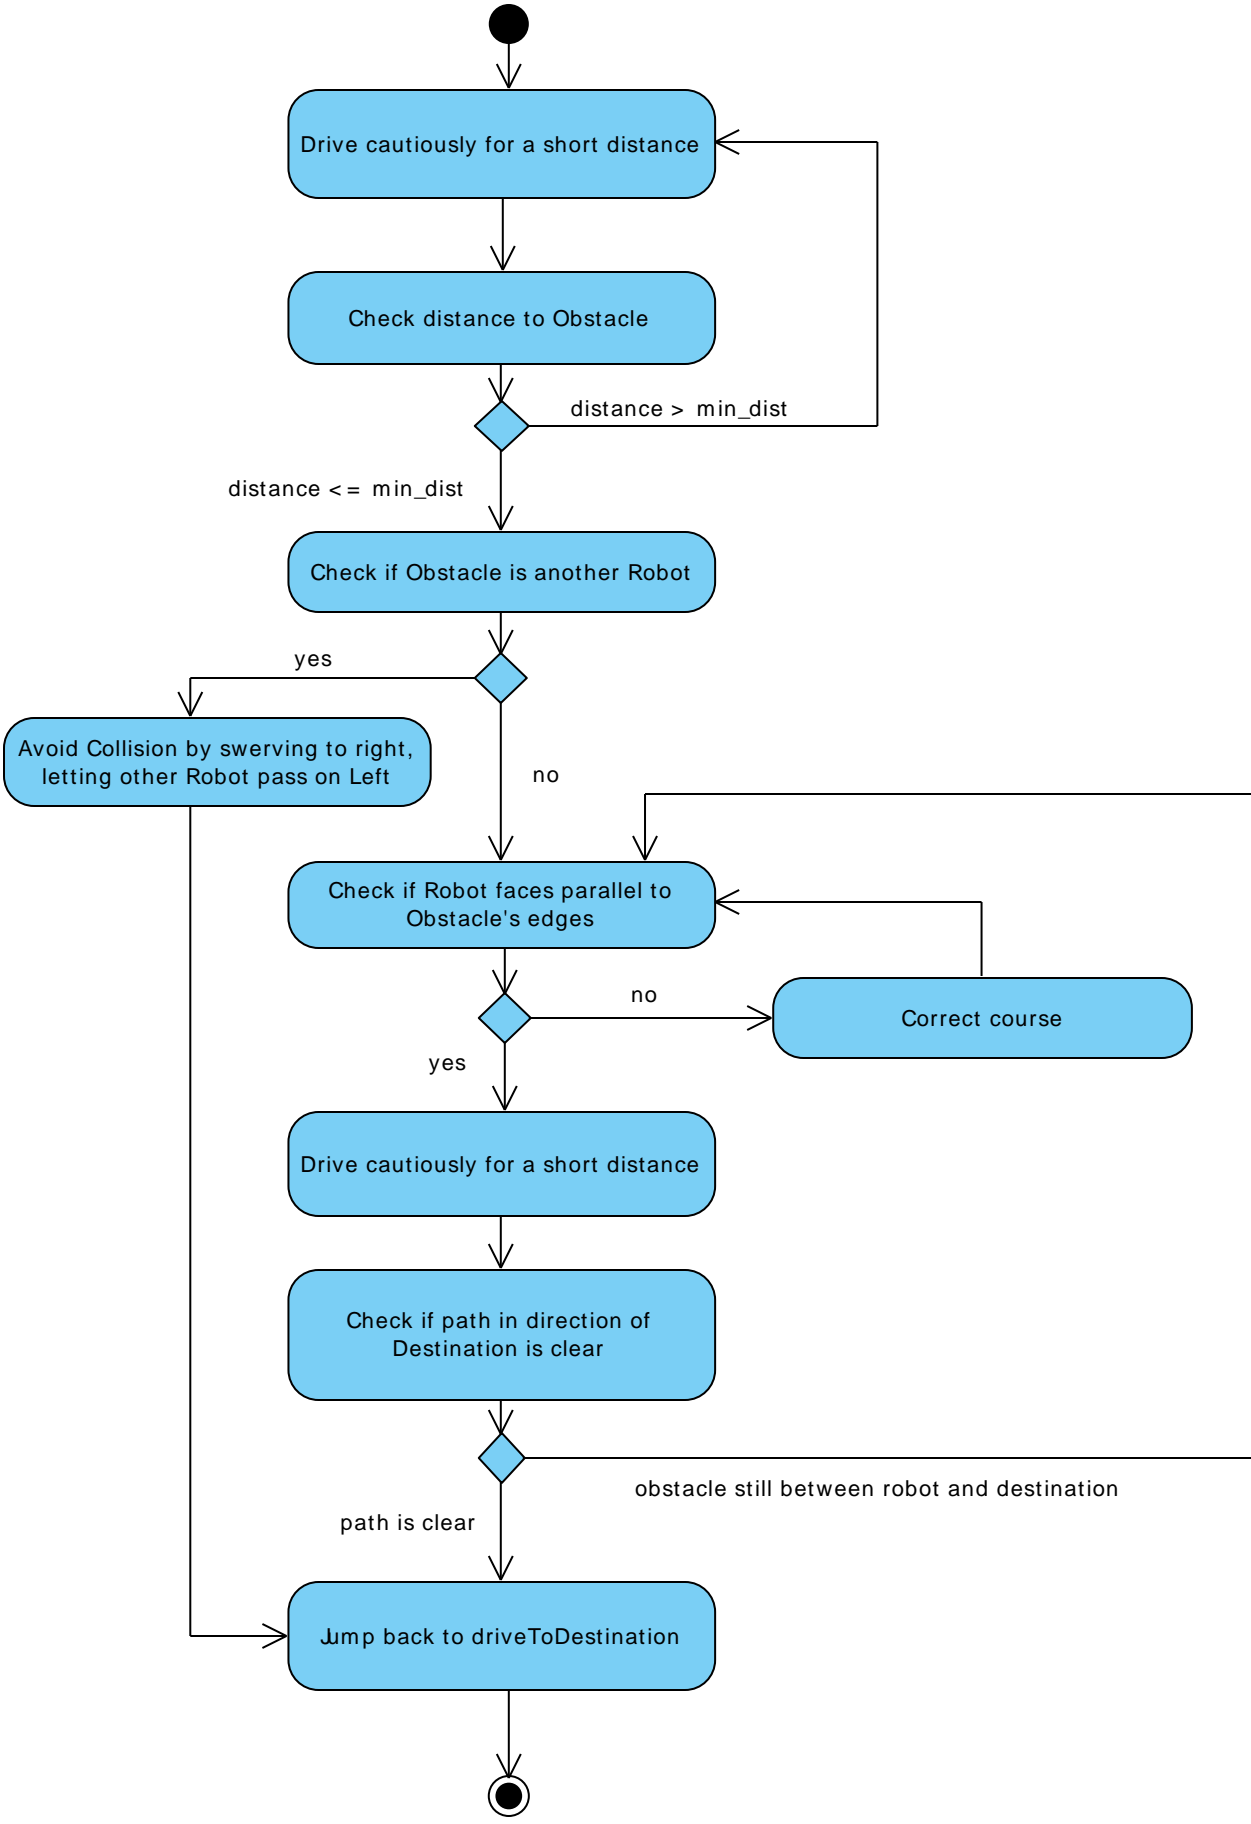 Drive cautiously for a short distance
Check distance to Obstacle
distance > min_dist
distance <= min_dist
Check if Obstacle is another Robot
yes
Avoid Collision by swerving to right,
letting other Robot pass on Left
no
Check if Robot faces parallel to
Obstacle's edges
no
Correct course
yes
Drive cautiously for a short distance
Check if path in direction of
Destination is clear
obstacle still between robot and destination
path is clear
Jump back to driveToDestination